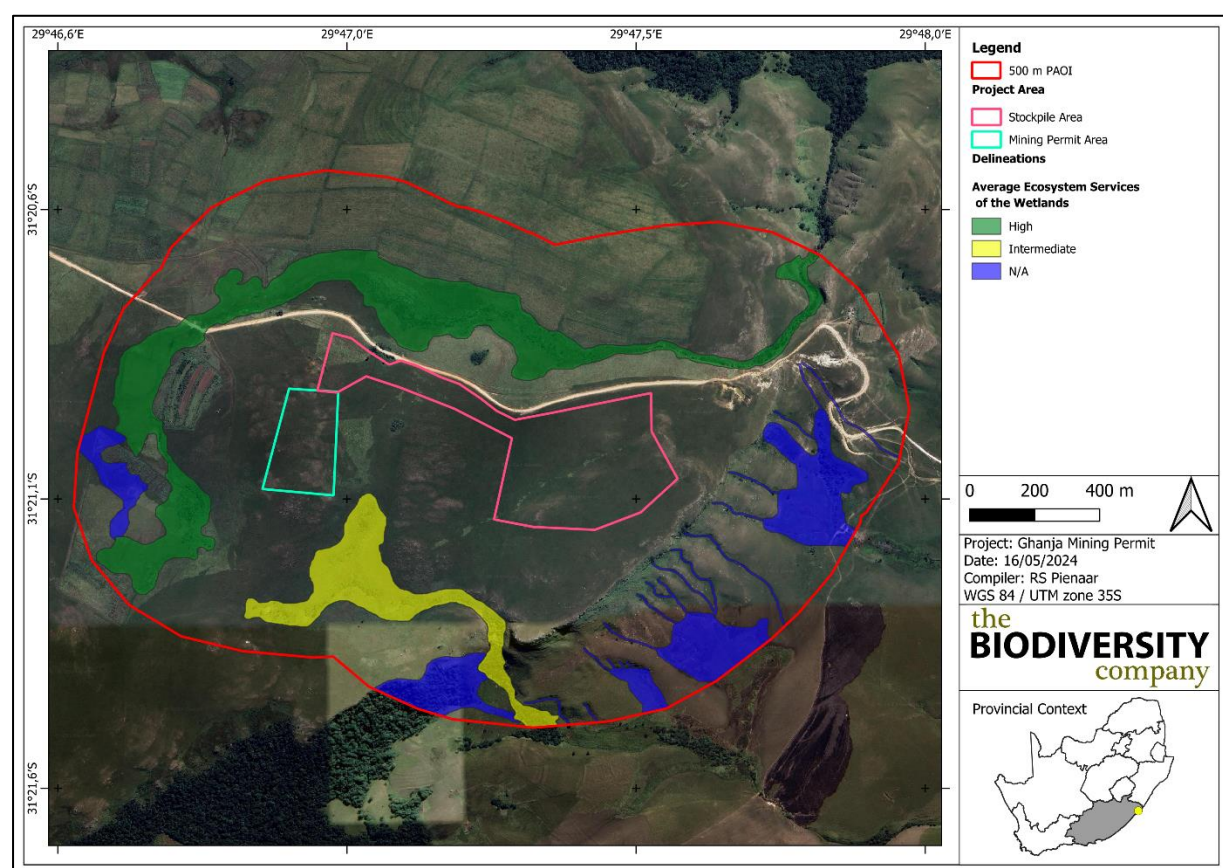 29°46,6'E 29°47,0'E 29°47,5'E 29°48,0'E
31°20,6'S
31°21,1'S
31°21,6'S
Legend
500 m PAOI
Project Area
Stockpile Area
Mining Permit Area
Delineations
Average Ecosystem Services
of the Wetlands
High
Intermediate
N/A
0 200 400 m
Project: Ghanja Mining Permit
Date: 16/05/2024
Compiler: RS Pienaar
WGS 84 / UTM zone 35S
the
BIODIVERSITY
company
Provincial Context